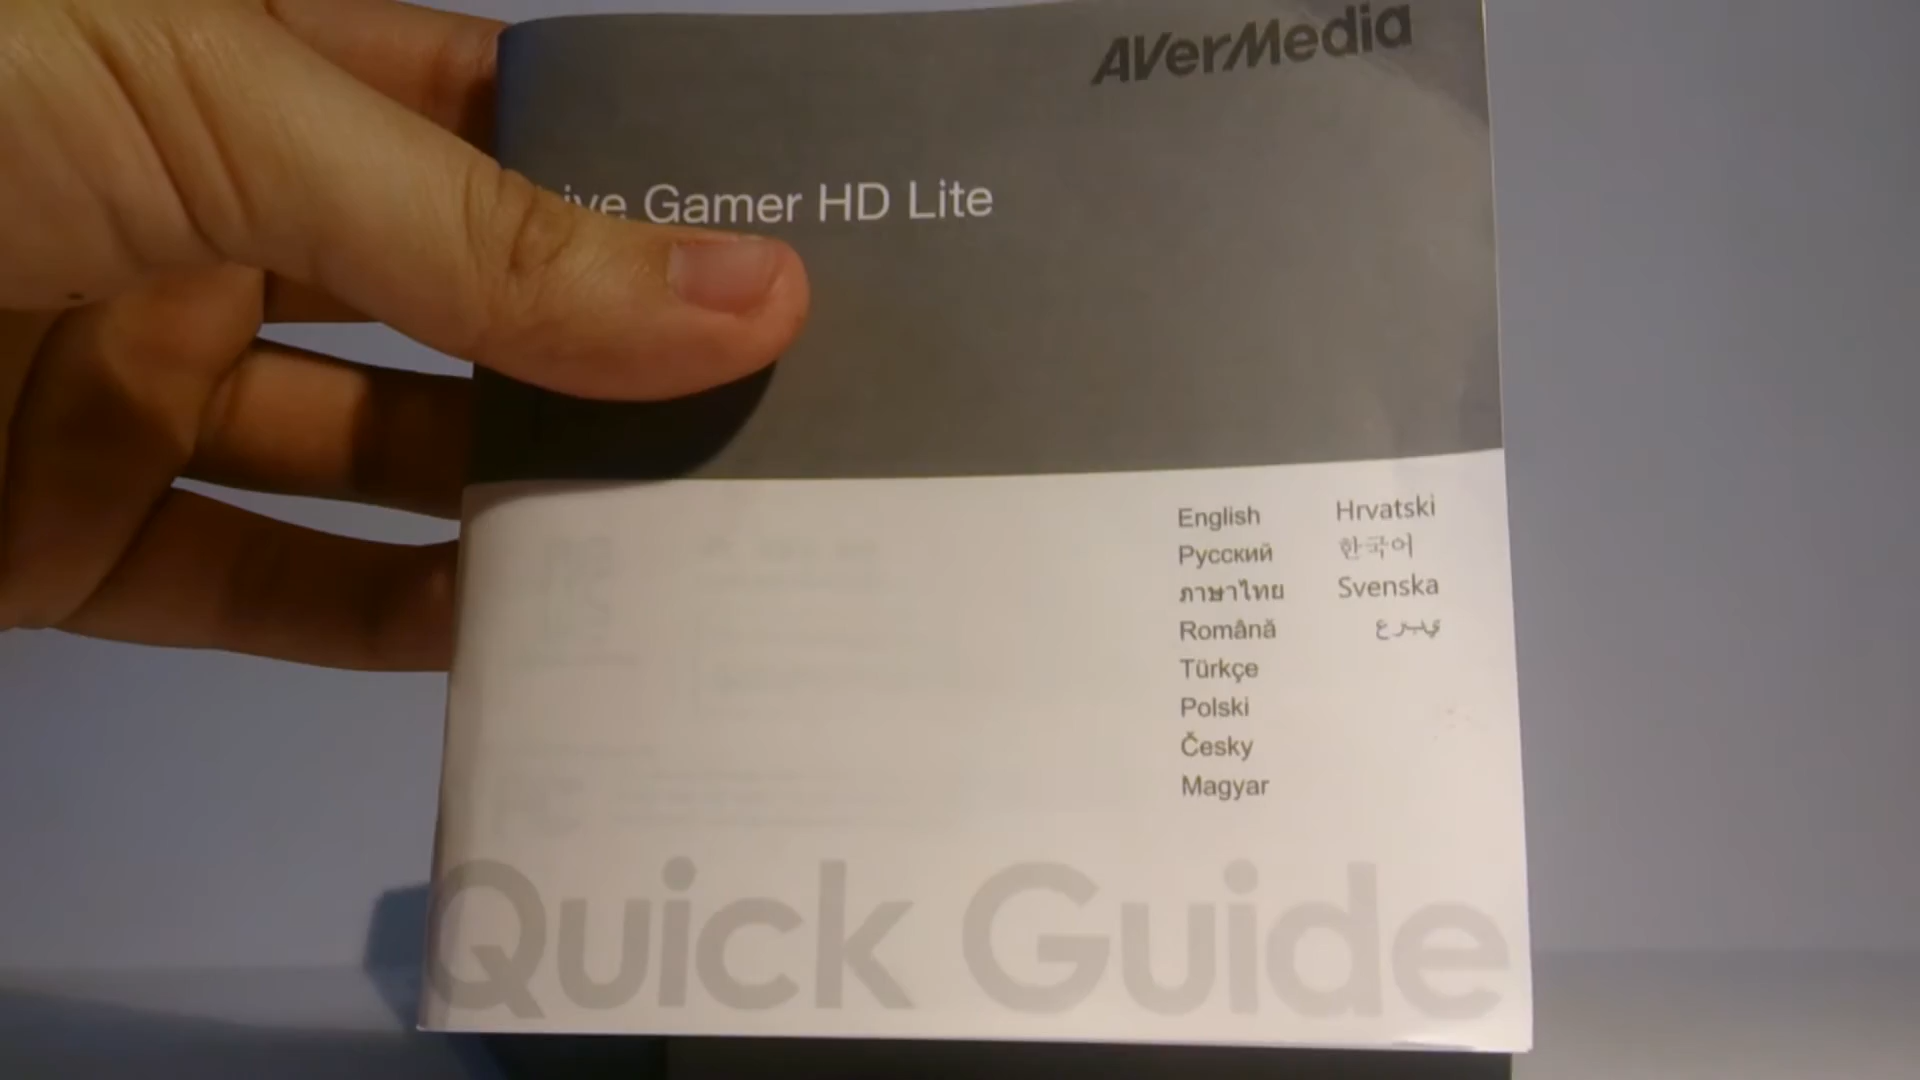 AVerMedia
Gamer HD Lite
English
Русский
ภาษาไทย
Română
Türkçe
Polski
Česky
Magyar
Hrvatski
한국어
Svenska
ي ب ر ع
Quick Guide